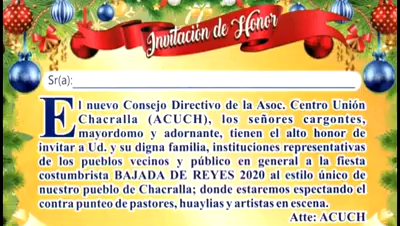 Invitación de Honor
Sr(a):
El nuevo Consejo Directivo de la Asoc. Centro Unión
Chacralla (ACUCH), los señores cargontes,
mayordomo y adornante, tienen el alto honor de
invitar a Ud. y su digna familia, instituciones representativas
de los pueblos vecinos y público en general a la fiesta
costumbrista BAJADA DE REYES 2020 al estilo único de
nuestro pueblo de Chacralla; donde estaremos espectando el
contra punteo de pastores, huaylias y artistas en escena.
Atte: ACUCH